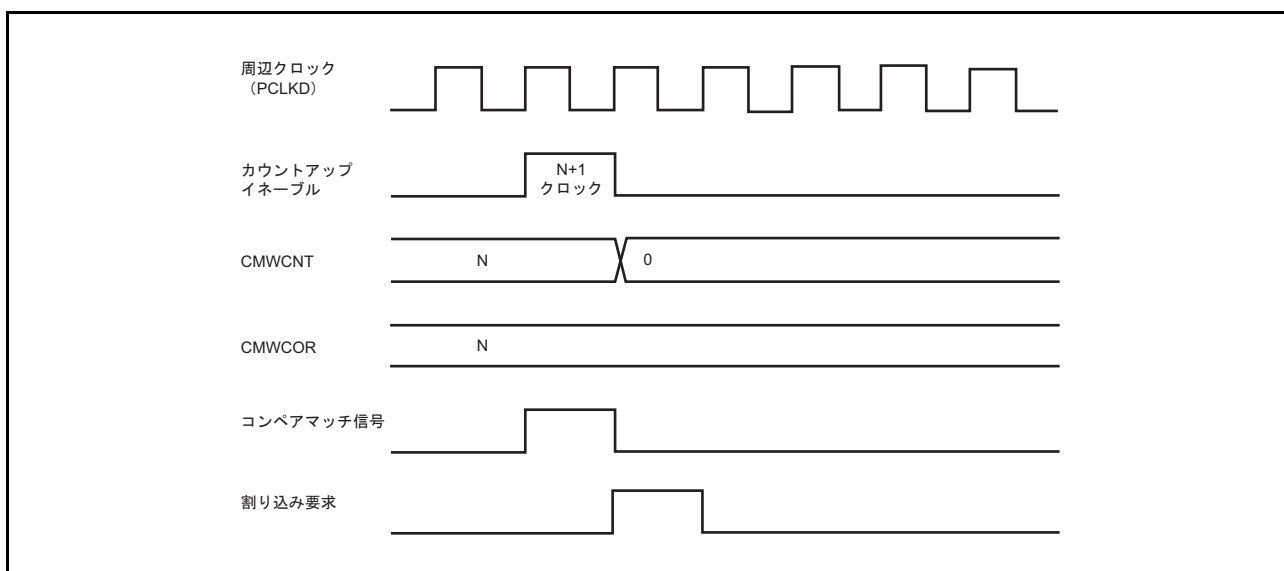 周辺クロック
(PCLKD)
カウントアップ
イネーブル
N+1
クロック
CMWCNT
N
0
CMWCOR
N
コンペアマッチ信号
割り込み要求